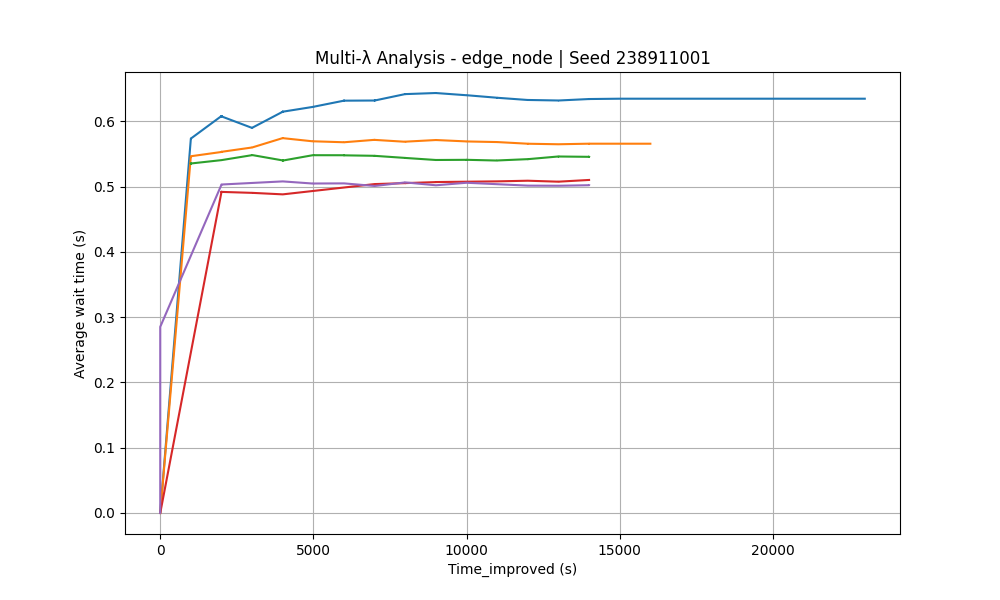 Multi-λ Analysis - edge_node | Seed 238911001
Average wait time (s)
0.6
0.5
0.4
0.3
0.2
0.1
0.0
0 5000 10000 15000 20000
Time_improved (s)